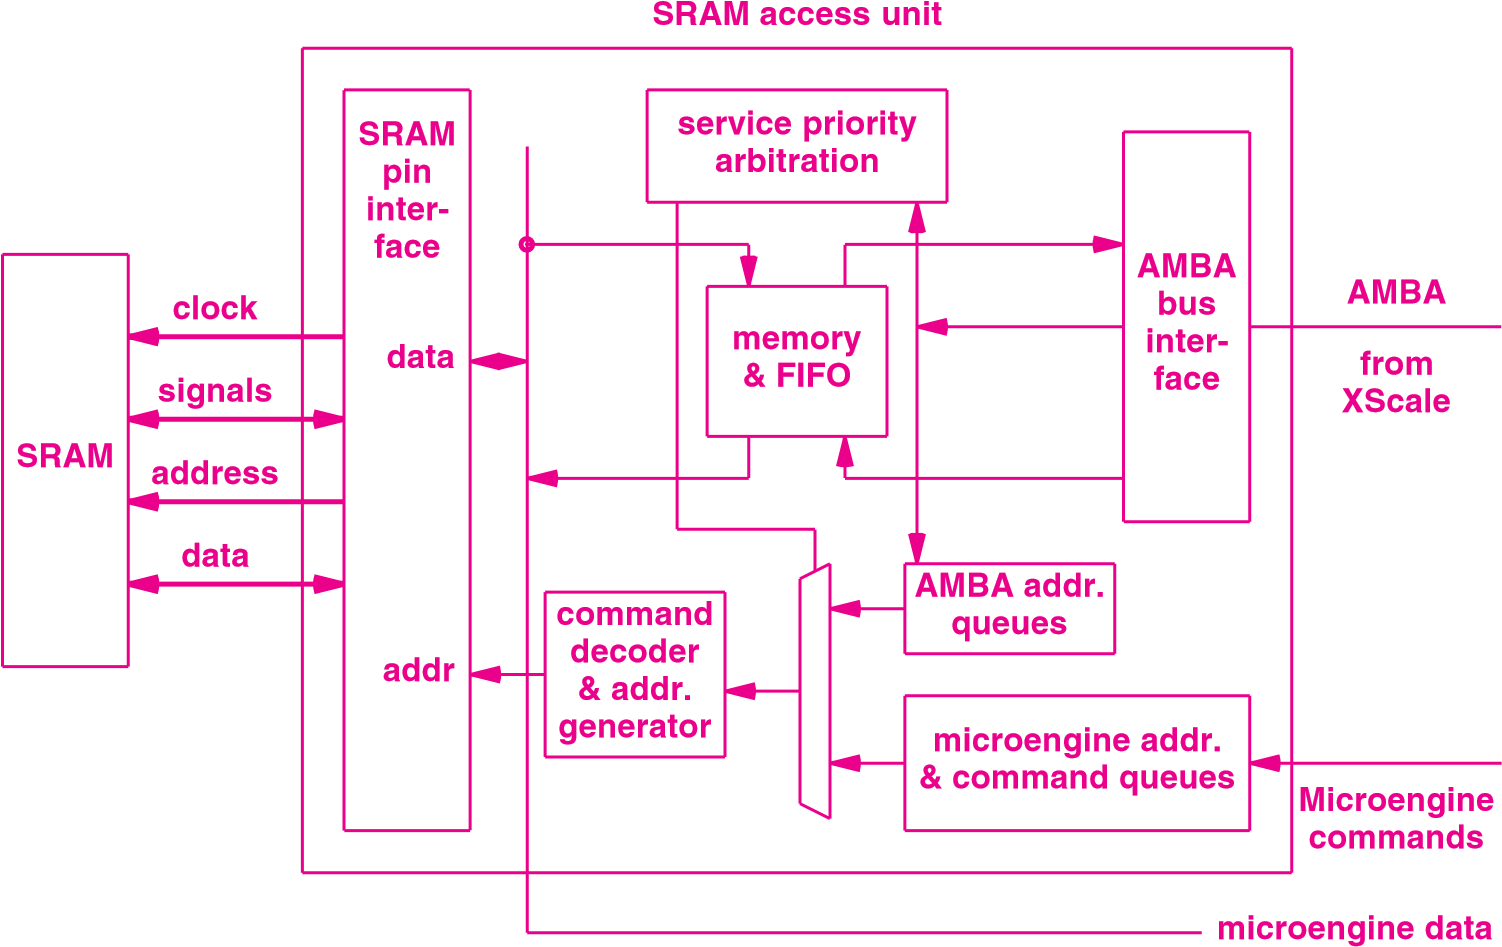 SRAM access unit
SRAM
pin
inter-
face
service priority
arbitration
clock
signals
SRAM
address
data
data
addr
memory
& FIFO
AMBA
bus
inter-
face
AMBA
from
XScale
command
decoder
& addr.
generator
AMBA addr.
queues
microengine addr.
& command queues
Microengine
commands
microengine data